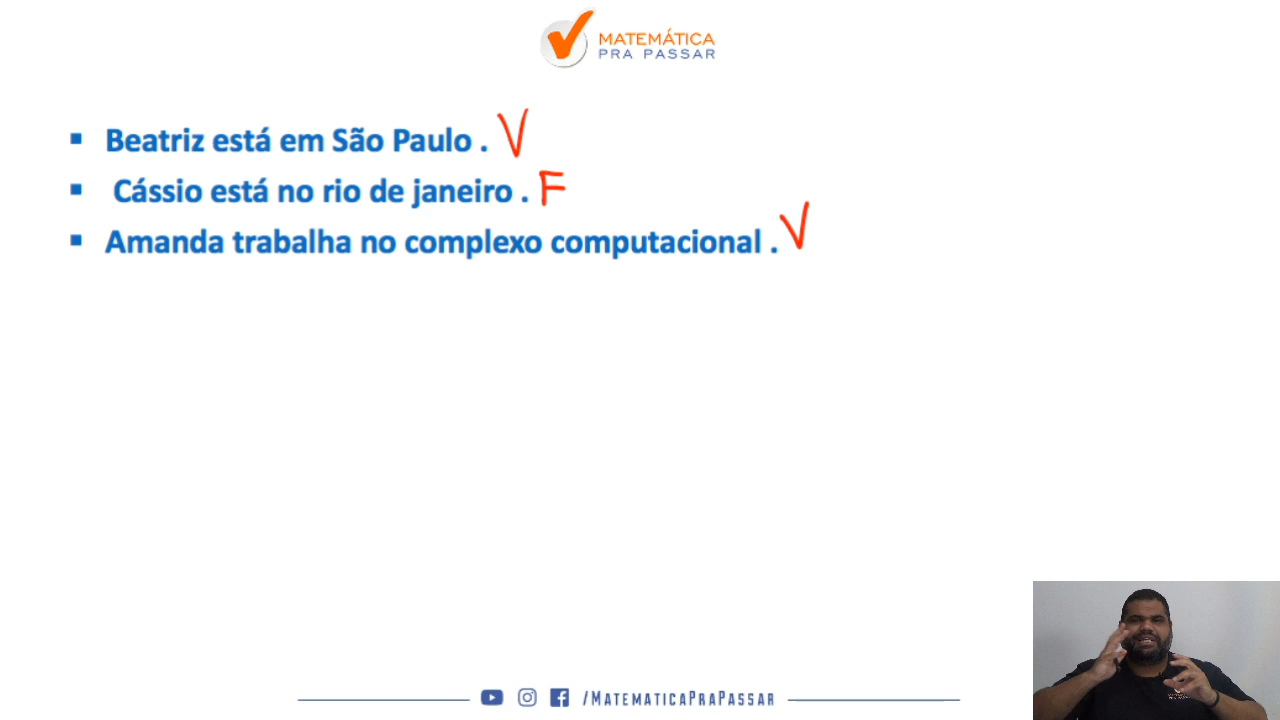 MATEMÁTICA
PRA PASSAR
Beatriz está em São Paulo . V
Cássio está no rio de janeiro . F
Amanda trabalha no complexo computacional . V
/MATEMATICAPRAPASSAR